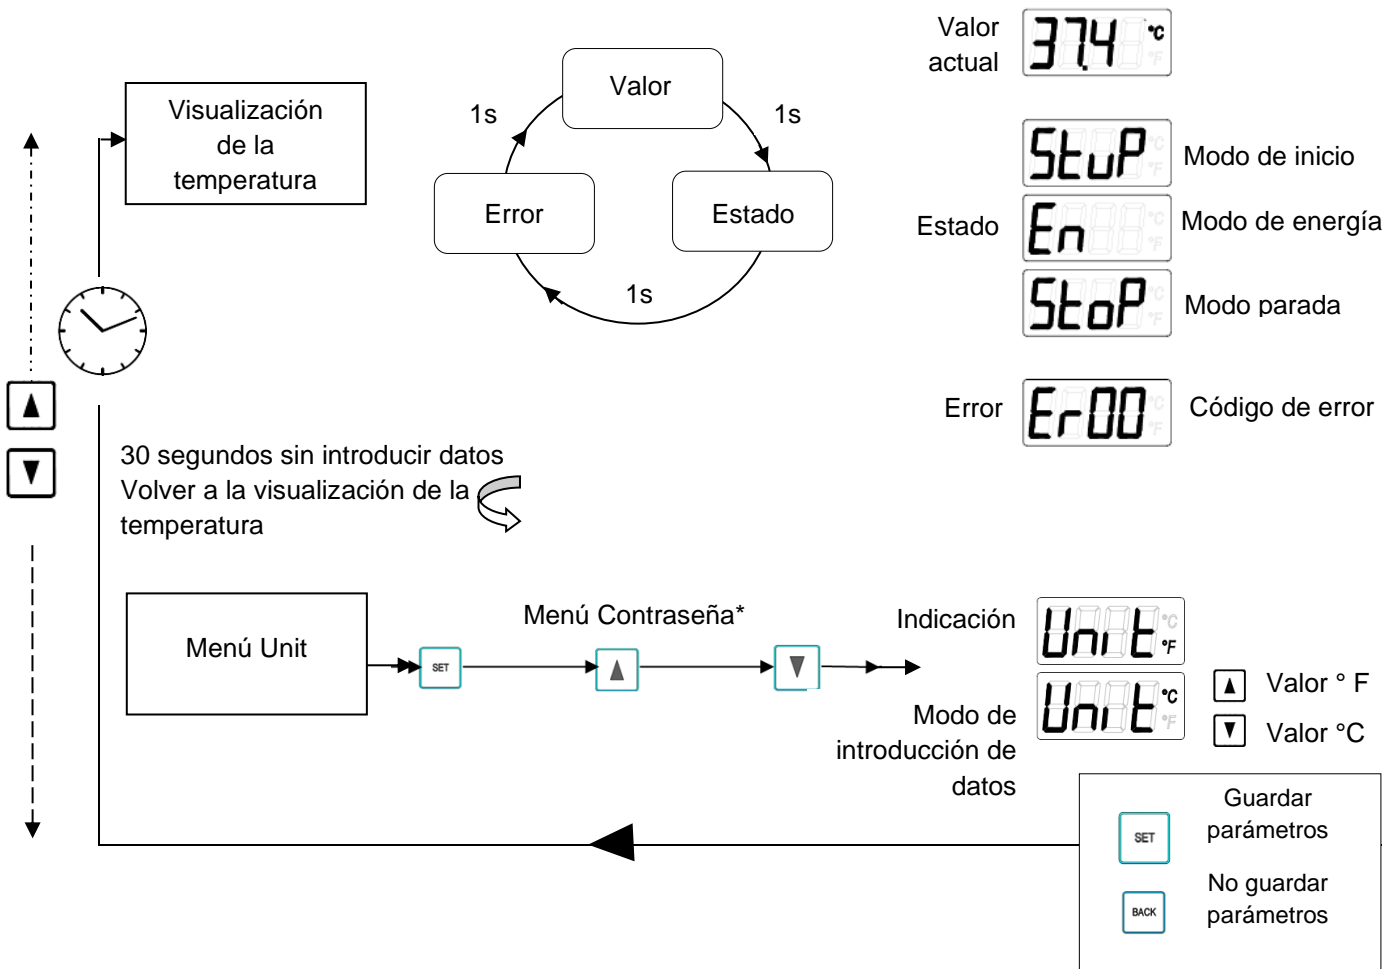 Valor
actual
37.4 °C
°F
Visualización
de la
temperatura
Valor
1s
1s
Error
Estado
1s
Estado
StuP °C °F
Modo de inicio
En °C °F
Modo de energía
StoP °C °F
Modo parada
Error
Er00 °C °F
Código de error
30 segundos sin introducir datos
Volver a la visualización de la
temperatura
Menú Unit
SET
Menú Contraseña*
Indicación
Unit °C °F
Modo de
introducción de
datos
Unit °C °F
Valor ° F
Valor °C
SET
Guardar
parámetros
BACK
No guardar
parámetros